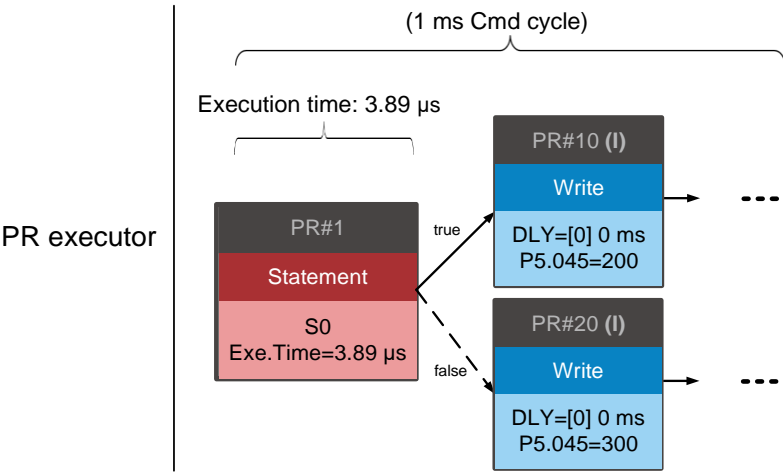 (1 ms Cmd cycle)
Execution time: 3.89 µs
PR executor
PR#1
Statement
S0
Exe.Time=3.89 µs
true
false
PR#10 (I)
Write
DLY=[0] 0 ms
P5.045=200
PR#20 (I)
Write
DLY=[0] 0 ms
P5.045=300